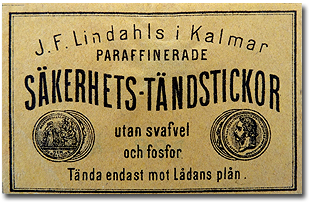 J. F. Lindahls i Kalmar
PARAFFINERADE
SÄKERHETS-TÄNDSTICKOR
utan svafvel
och fosfor
Tända endast mot Lådans plån.